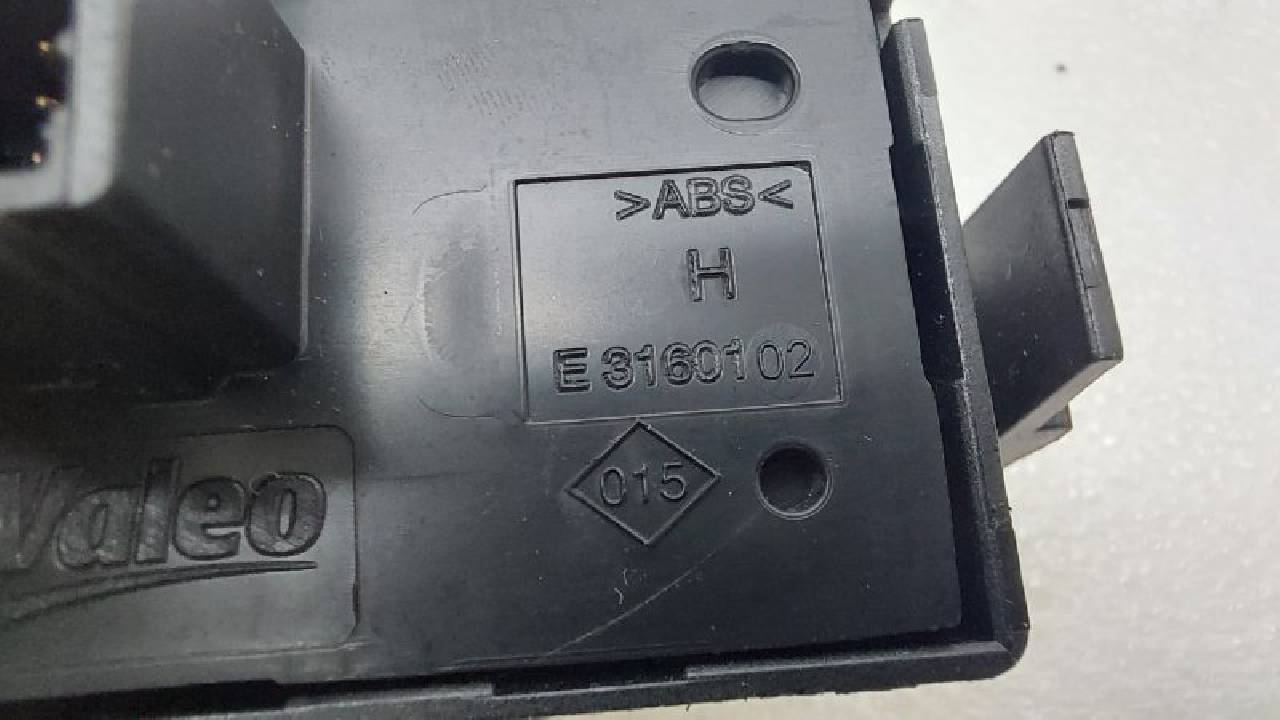 >ABS<
H
E 3160102
015
Valeo